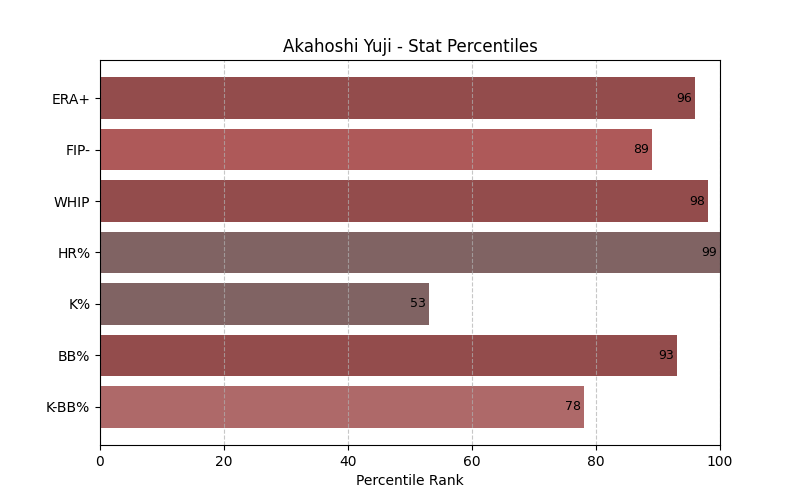 Akahoshi Yuji - Stat Percentiles
ERA+ 96
FIP- 89
WHIP 98
HR% 99
K% 53
BB% 93
K-BB% 78
0 20 40 60 80 100
Percentile Rank